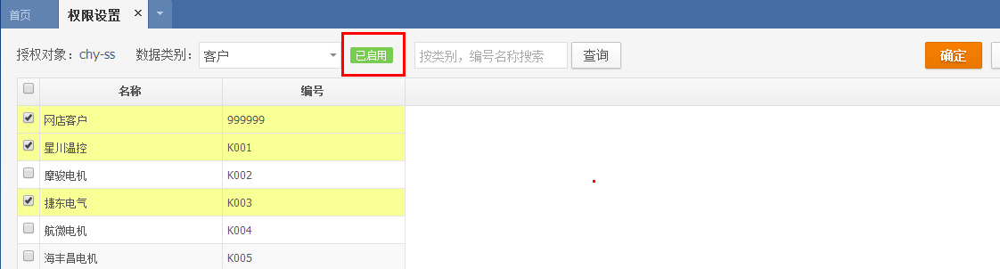 首页 权限设置
授权对象：chy-ss 数据类别：客户 已启用 按类别，编号名称搜索 查询 确定
名称 编号
网店客户 999999
星川温控 K001
摩骏电机 K002
捷东电气 K003
航微电机 K004
海丰昌电机 K005